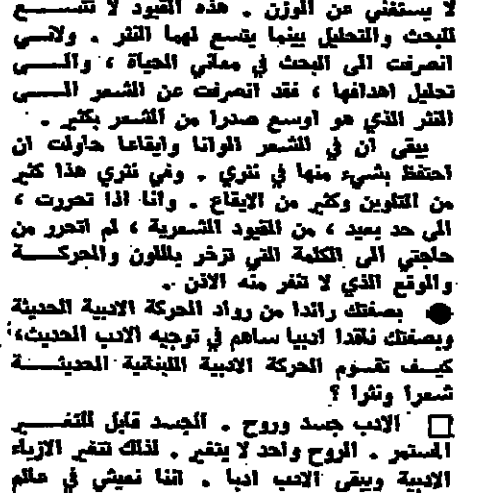 لا يستغني عن الوزن . هذه القيود لا تتسع
للبحث والتحليل بينما يتسع لهما النثر . ولاني
انصرفت الى البحث في معاني الحياة ، والى
تحليل اهدافها ، فقد انصرفت عن الشعر الى
النثر الذي هو اوسع صدرا من الشعر بكثير .
يبقى ان في للشعر الوانا وايقاعا حاولت ان
احتفظ بشيء منها في نثري . وفي نثري هذا كثير
من التلوين وكثير من الايقاع . وانا اذا تحررت ،
الى حد بعيد ، من القيود الشعرية ، لم اتحرر من
حاجتي الى الكلمة التي تزخر باللون والحركة
والوقع الذي لا تنفر منه الاذن .
● بصفتك رائدا من رواد الحركة الادبية الحديثة
وبصفتك ناقدا ادبيا ساهم في توجيه الادب الحديث،
كيف تقوم الحركة الادبية اللبنانية الحديثة
شعرا ونثرا ؟
□ الادب جسد وروح . الجسد قابل للتغير
المستمر . الروح واحد لا يتغير . لذلك تتغير الازياء
الادبية ويبقى الادب ادبا . اننا نعيش في عالم